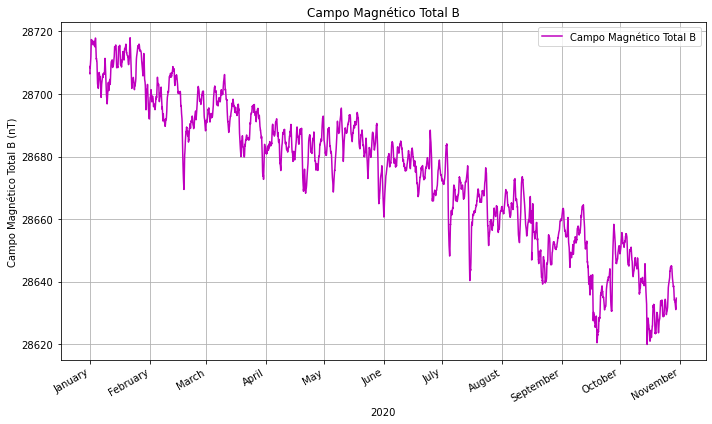 Campo Magnético Total B
Campo Magnético Total B
Campo Magnético Total B (nT)
28720
28700
28680
28660
28640
28620
January
February
March
April
May
June
July
August
September
October
November
2020